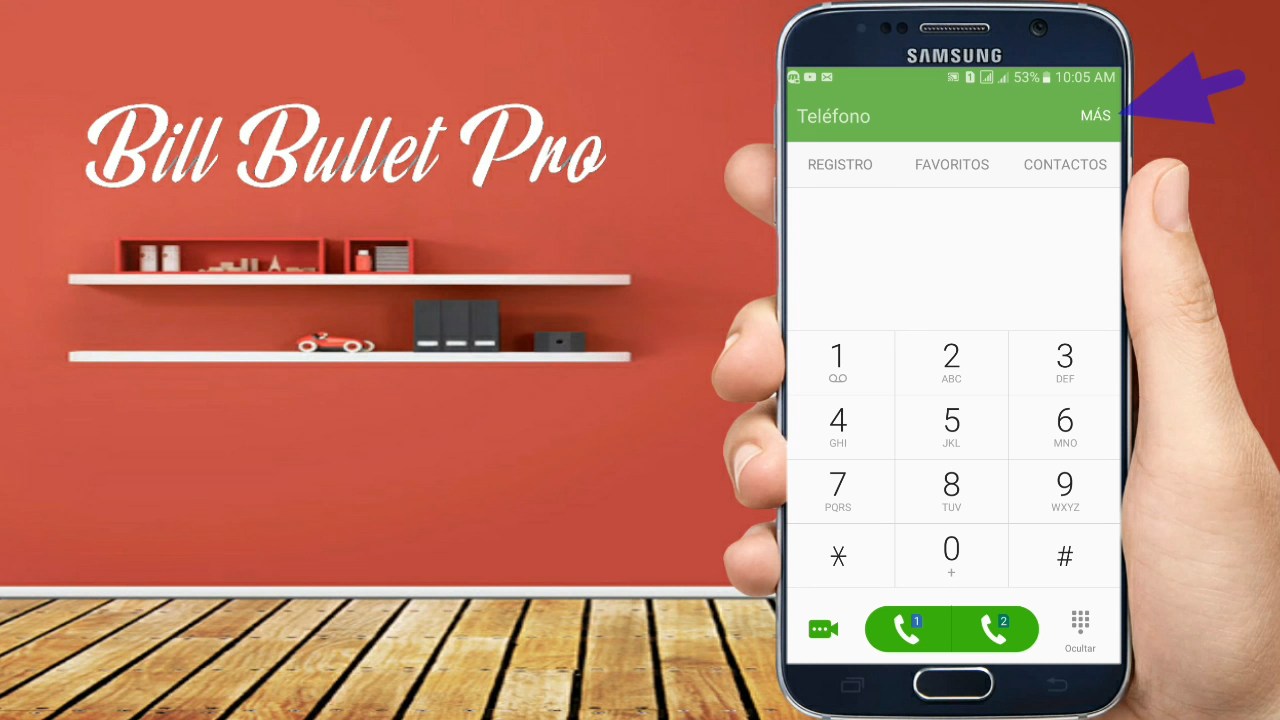 Bill Bullet Pro
SAMSUNG
1 53% 10:05 AM
Teléfono MÁS
REGISTRO FAVORITOS CONTACTOS
1 2 3
ABC DEF
4 5 6
GHI JKL MNO
7 8 9
PQRS TUV WXYZ
* 0 #
+
1 2
Ocultar